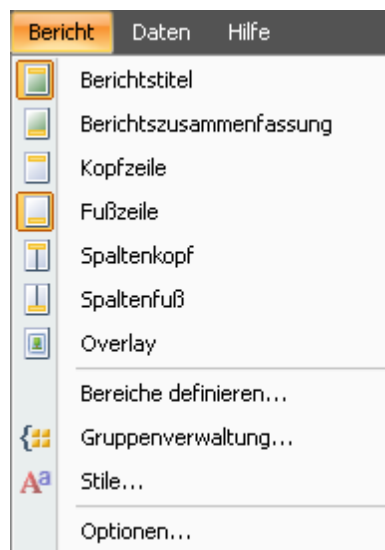 Bericht Daten Hilfe
Berichtstitel
Berichtszusammenfassung
Kopfzeile
Fußzeile
Spaltenkopf
Spaltenfuß
Overlay
Bereiche definieren...
Gruppenverwaltung...
Stile...
Optionen...